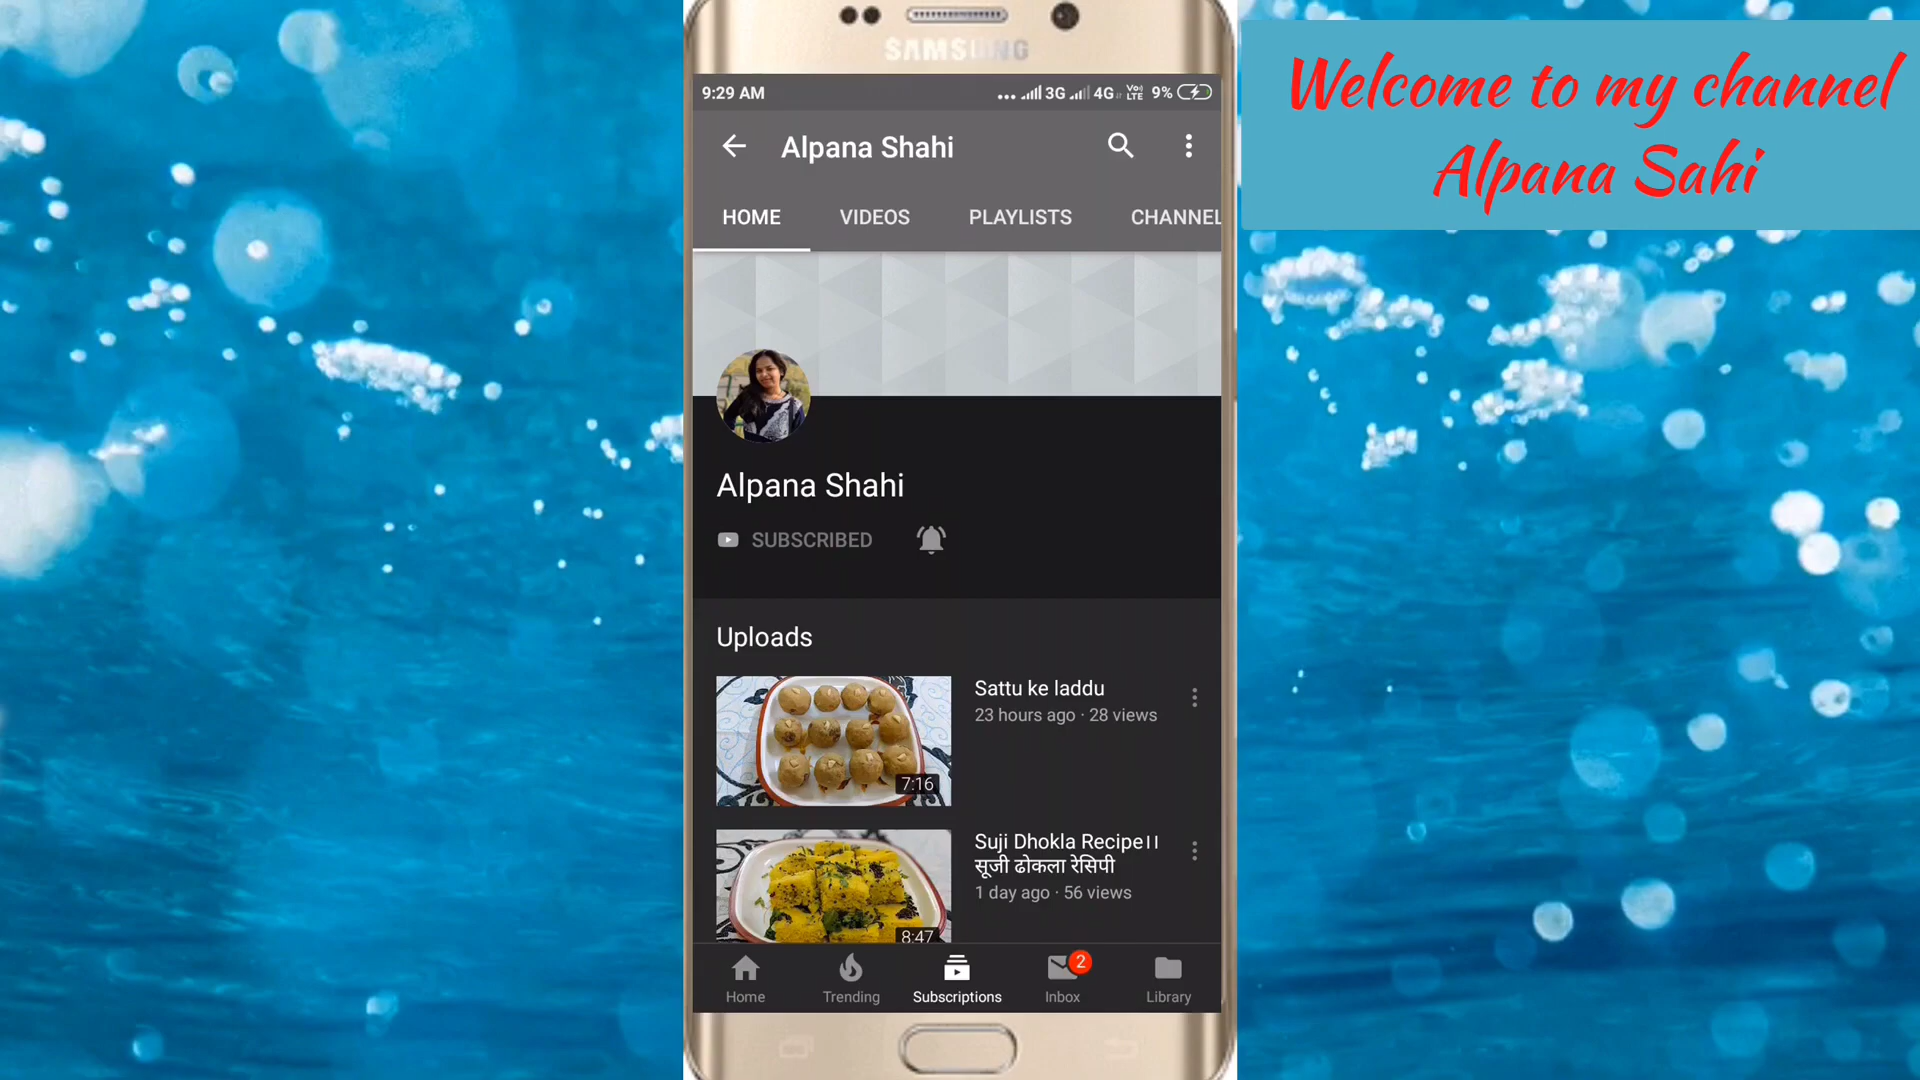 SAMSUNG
9:29 AM
3G 4G Vo) LTE 9%
Alpana Shahi
HOME VIDEOS PLAYLISTS CHANNEL
Alpana Shahi
SUBSCRIBED
Uploads
Sattu ke laddu
23 hours ago · 28 views
7:16
Suji Dhokla Recipe।।
सूजी ढोकला रेसिपी
1 day ago · 56 views
8:47
2
Home Trending Subscriptions Inbox Library
Welcome to my channel
Alpana Sahi